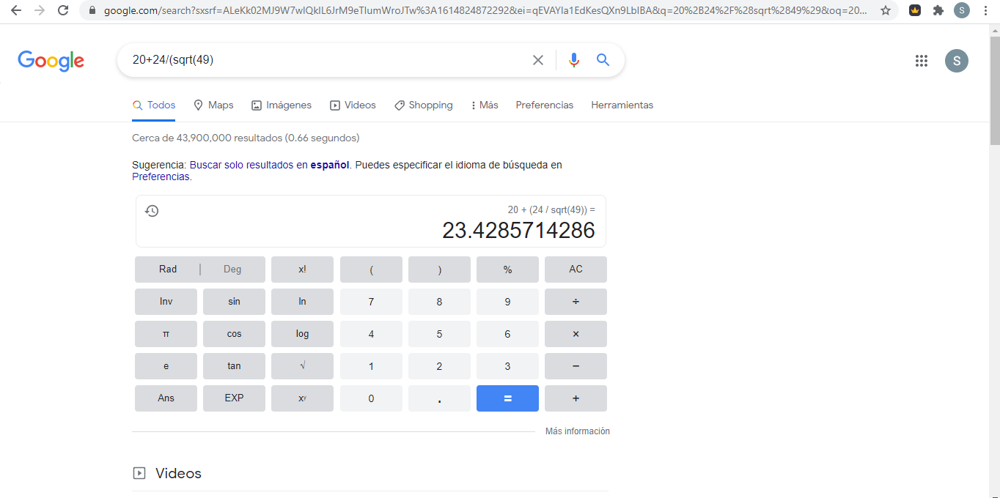 google.com/search?sxsrf=ALeKk02MJ9W7wIQkIL6JrM9eTlumWroJTw%3A1614824872292&ei=qEVAYIa1EdKesQXn9LbIBA&q=20%2B24%2F%28sqrt%2849%29&oq=20...
S
Google
20+24/(sqrt(49)
S
Todos Maps Imágenes Videos Shopping Más Preferencias Herramientas
Cerca de 43,900,000 resultados (0.66 segundos)
Sugerencia: Buscar solo resultados en español. Puedes especificar el idioma de búsqueda en
Preferencias.
20 + (24 / sqrt(49)) =
23.4285714286
Rad | Deg x! ( ) % AC
Inv sin ln 7 8 9 ÷
π cos log 4 5 6 ×
e tan √ 1 2 3 −
Ans EXP xʸ 0 . = +
Más información
Videos